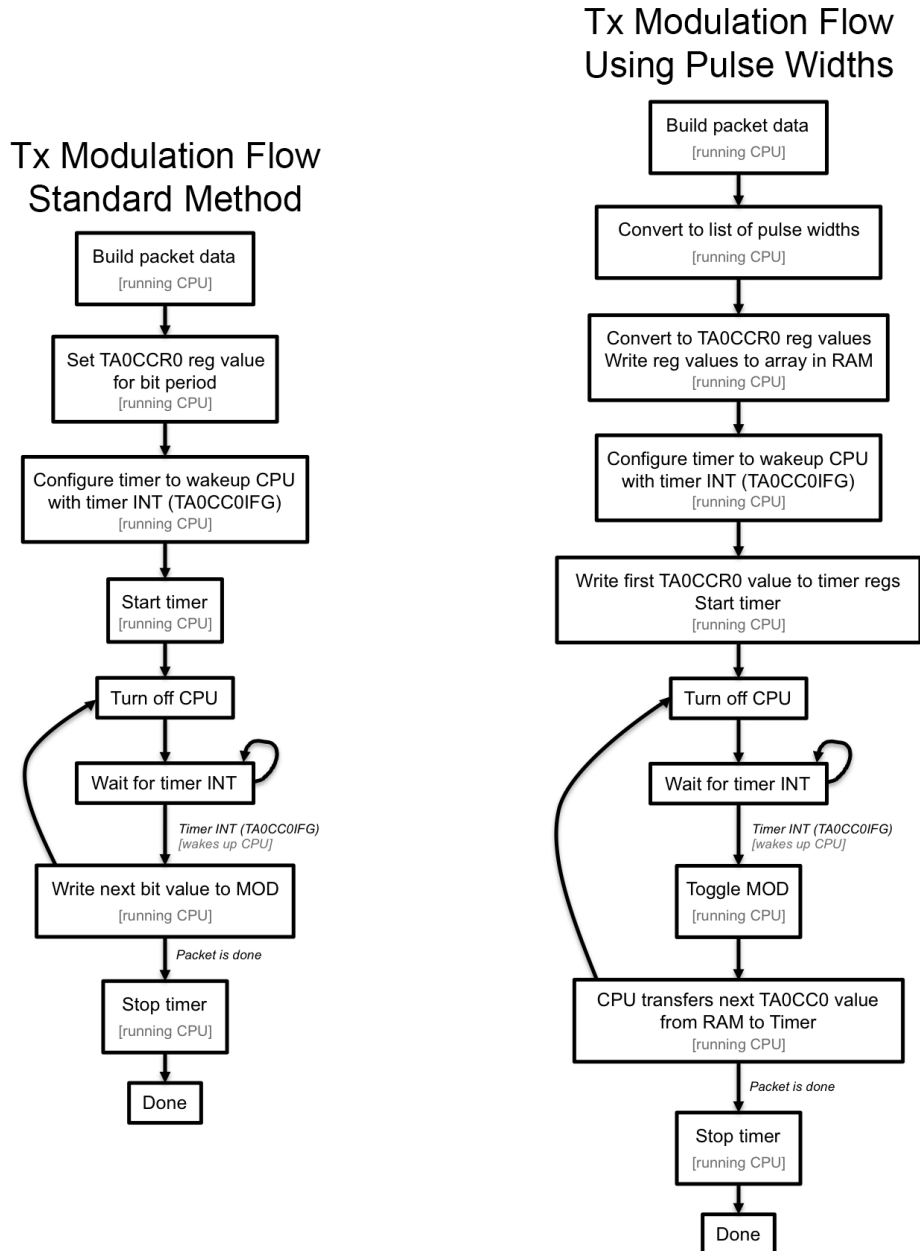 Tx Modulation Flow
Standard Method
Build packet data
[running CPU]
Set TA0CCR0 reg value
for bit period
[running CPU]
Configure timer to wakeup CPU
with timer INT (TA0CC0IFG)
[running CPU]
Start timer
[running CPU]
Turn off CPU
Wait for timer INT
Timer INT (TA0CC0IFG)
[wakes up CPU]
Write next bit value to MOD
[running CPU]
Packet is done
Stop timer
[running CPU]
Done
Tx Modulation Flow
Using Pulse Widths
Build packet data
[running CPU]
Convert to list of pulse widths
[running CPU]
Convert to TA0CCR0 reg values
Write reg values to array in RAM
[running CPU]
Configure timer to wakeup CPU
with timer INT (TA0CC0IFG)
[running CPU]
Write first TA0CCR0 value to timer regs
Start timer
[running CPU]
Turn off CPU
Wait for timer INT
Timer INT (TA0CC0IFG)
[wakes up CPU]
Toggle MOD
[running CPU]
CPU transfers next TA0CC0 value
from RAM to Timer
[running CPU]
Packet is done
Stop timer
[running CPU]
Done